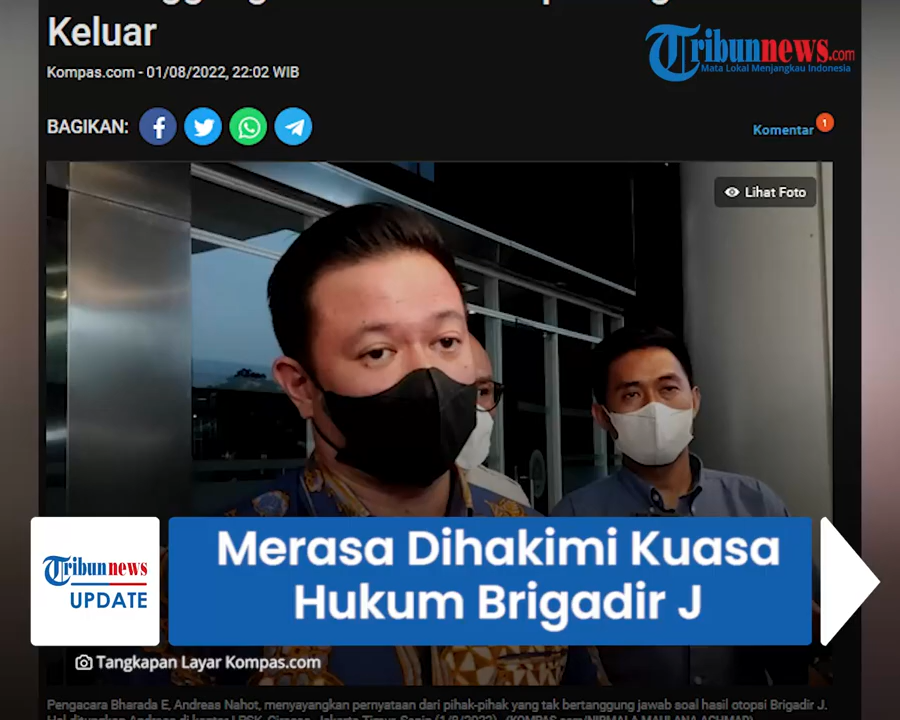 Keluar
Tribunnews.com
Mata Lokal Menjangkau Indonesia
Kompas.com - 01/08/2022, 22:02 WIB
BAGIKAN:
Komentar 1
Lihat Foto
Merasa Dihakimi Kuasa
Hukum Brigadir J
Tribunnews
UPDATE
Tangkapan Layar Kompas.com
Pengacara Bharada E, Andreas Nahot, menyayangkan pernyataan dari pihak-pihak yang tak bertanggung jawab soal hasil otopsi Brigadir J.